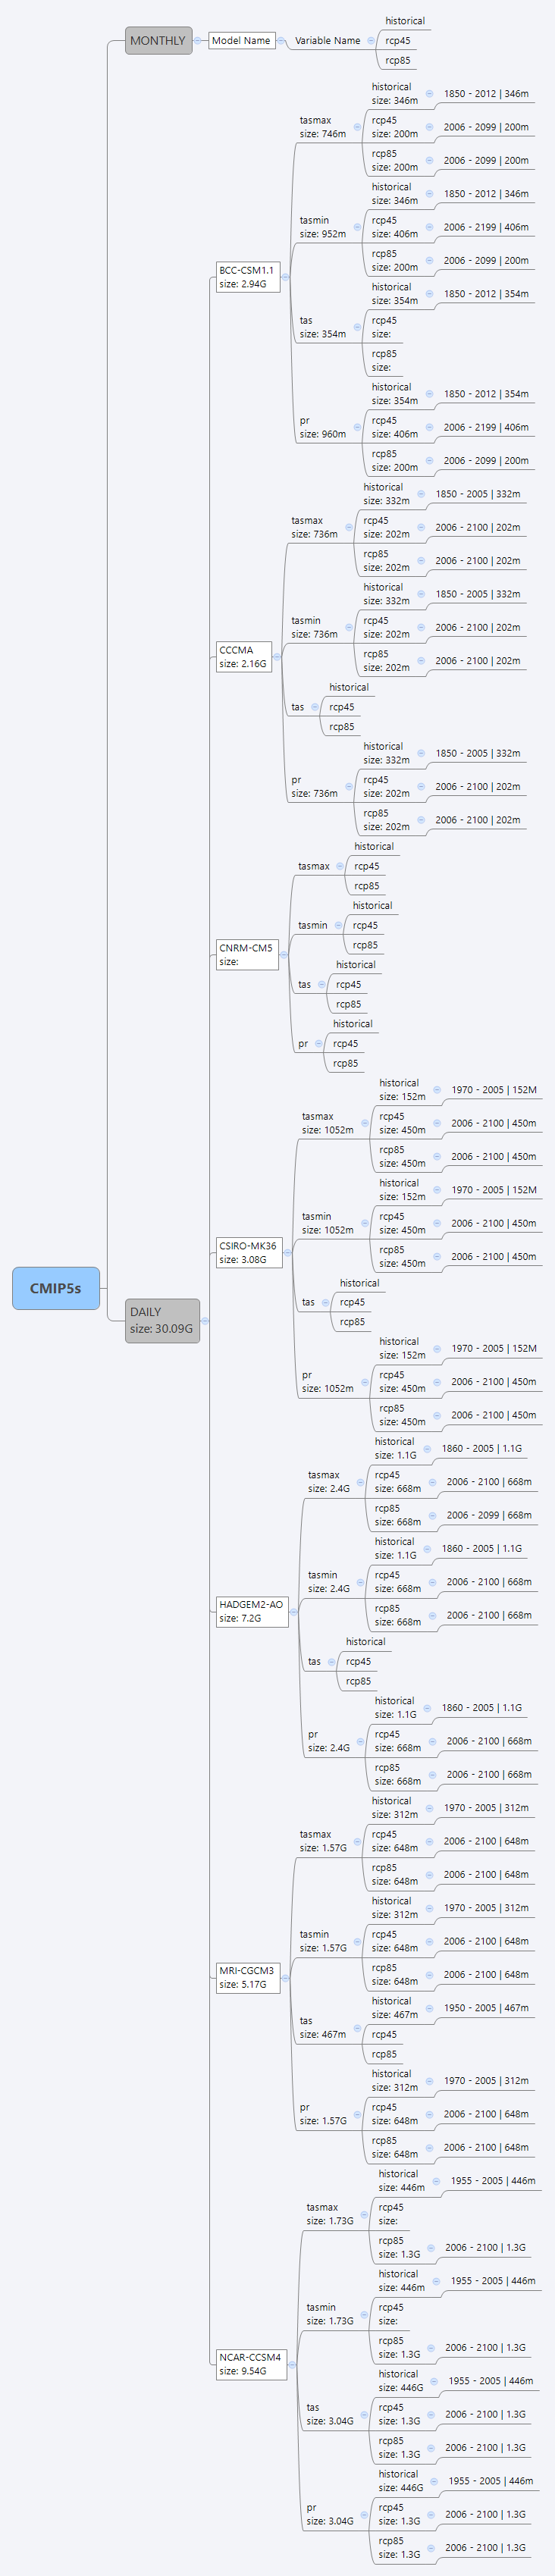 MONTHLY
Model Name
Variable Name
historical
rcp45
rcp85
CMIP5s
DAILY
size: 30.09G
BCC-CSM1.1
size: 2.94G
tasmax
size: 746m
historical
size: 346m
1850 - 2012 | 346m
rcp45
size: 200m
2006 - 2099 | 200m
rcp85
size: 200m
2006 - 2099 | 200m
tasmin
size: 952m
historical
size: 346m
1850 - 2012 | 346m
rcp45
size: 406m
2006 - 2199 | 406m
rcp85
size: 200m
2006 - 2099 | 200m
tas
size: 354m
historical
size: 354m
1850 - 2012 | 354m
rcp45
size:
rcp85
size:
pr
size: 960m
historical
size: 354m
1850 - 2012 | 354m
rcp45
size: 406m
2006 - 2199 | 406m
rcp85
size: 200m
2006 - 2099 | 200m
CCCMA
size: 2.16G
tasmax
size: 736m
historical
size: 332m
1850 - 2005 | 332m
rcp45
size: 202m
2006 - 2100 | 202m
rcp85
size: 202m
2006 - 2100 | 202m
tasmin
size: 736m
historical
size: 332m
1850 - 2005 | 332m
rcp45
size: 202m
2006 - 2100 | 202m
rcp85
size: 202m
2006 - 2100 | 202m
tas
historical
rcp45
rcp85
pr
size: 736m
historical
size: 332m
1850 - 2005 | 332m
rcp45
size: 202m
2006 - 2100 | 202m
rcp85
size: 202m
2006 - 2100 | 202m
CNRM-CM5
size:
tasmax
historical
rcp45
rcp85
tasmin
historical
rcp45
rcp85
tas
historical
rcp45
rcp85
pr
historical
rcp45
rcp85
CSIRO-MK36
size: 3.08G
tasmax
size: 1052m
historical
size: 152m
1970 - 2005 | 152M
rcp45
size: 450m
2006 - 2100 | 450m
rcp85
size: 450m
2006 - 2100 | 450m
tasmin
size: 1052m
historical
size: 152m
1970 - 2005 | 152M
rcp45
size: 450m
2006 - 2100 | 450m
rcp85
size: 450m
2006 - 2100 | 450m
tas
historical
rcp45
rcp85
pr
size: 1052m
historical
size: 152m
1970 - 2005 | 152M
rcp45
size: 450m
2006 - 2100 | 450m
rcp85
size: 450m
2006 - 2100 | 450m
HADGEM2-AO
size: 7.2G
tasmax
size: 2.4G
historical
size: 1.1G
1860 - 2005 | 1.1G
rcp45
size: 668m
2006 - 2100 | 668m
rcp85
size: 668m
2006 - 2099 | 668m
tasmin
size: 2.4G
historical
size: 1.1G
1860 - 2005 | 1.1G
rcp45
size: 668m
2006 - 2100 | 668m
rcp85
size: 668m
2006 - 2100 | 668m
tas
historical
rcp45
rcp85
pr
size: 2.4G
historical
size: 1.1G
1860 - 2005 | 1.1G
rcp45
size: 668m
2006 - 2100 | 668m
rcp85
size: 668m
2006 - 2100 | 668m
MRI-CGCM3
size: 5.17G
tasmax
size: 1.57G
historical
size: 312m
1970 - 2005 | 312m
rcp45
size: 648m
2006 - 2100 | 648m
rcp85
size: 648m
2006 - 2100 | 648m
tasmin
size: 1.57G
historical
size: 312m
1970 - 2005 | 312m
rcp45
size: 648m
2006 - 2100 | 648m
rcp85
size: 648m
2006 - 2100 | 648m
tas
size: 467m
historical
size: 467m
1950 - 2005 | 467m
rcp45
rcp85
pr
size: 1.57G
historical
size: 312m
1970 - 2005 | 312m
rcp45
size: 648m
2006 - 2100 | 648m
rcp85
size: 648m
2006 - 2100 | 648m
NCAR-CCSM4
size: 9.54G
tasmax
size: 1.73G
historical
size: 446m
1955 - 2005 | 446m
rcp45
size:
rcp85
size: 1.3G
2006 - 2100 | 1.3G
tasmin
size: 1.73G
historical
size: 446m
1955 - 2005 | 446m
rcp45
size:
rcp85
size: 1.3G
2006 - 2100 | 1.3G
tas
size: 3.04G
historical
size: 446G
1955 - 2005 | 446m
rcp45
size: 1.3G
2006 - 2100 | 1.3G
rcp85
size: 1.3G
2006 - 2100 | 1.3G
pr
size: 3.04G
historical
size: 446G
1955 - 2005 | 446m
rcp45
size: 1.3G
2006 - 2100 | 1.3G
rcp85
size: 1.3G
2006 - 2100 | 1.3G